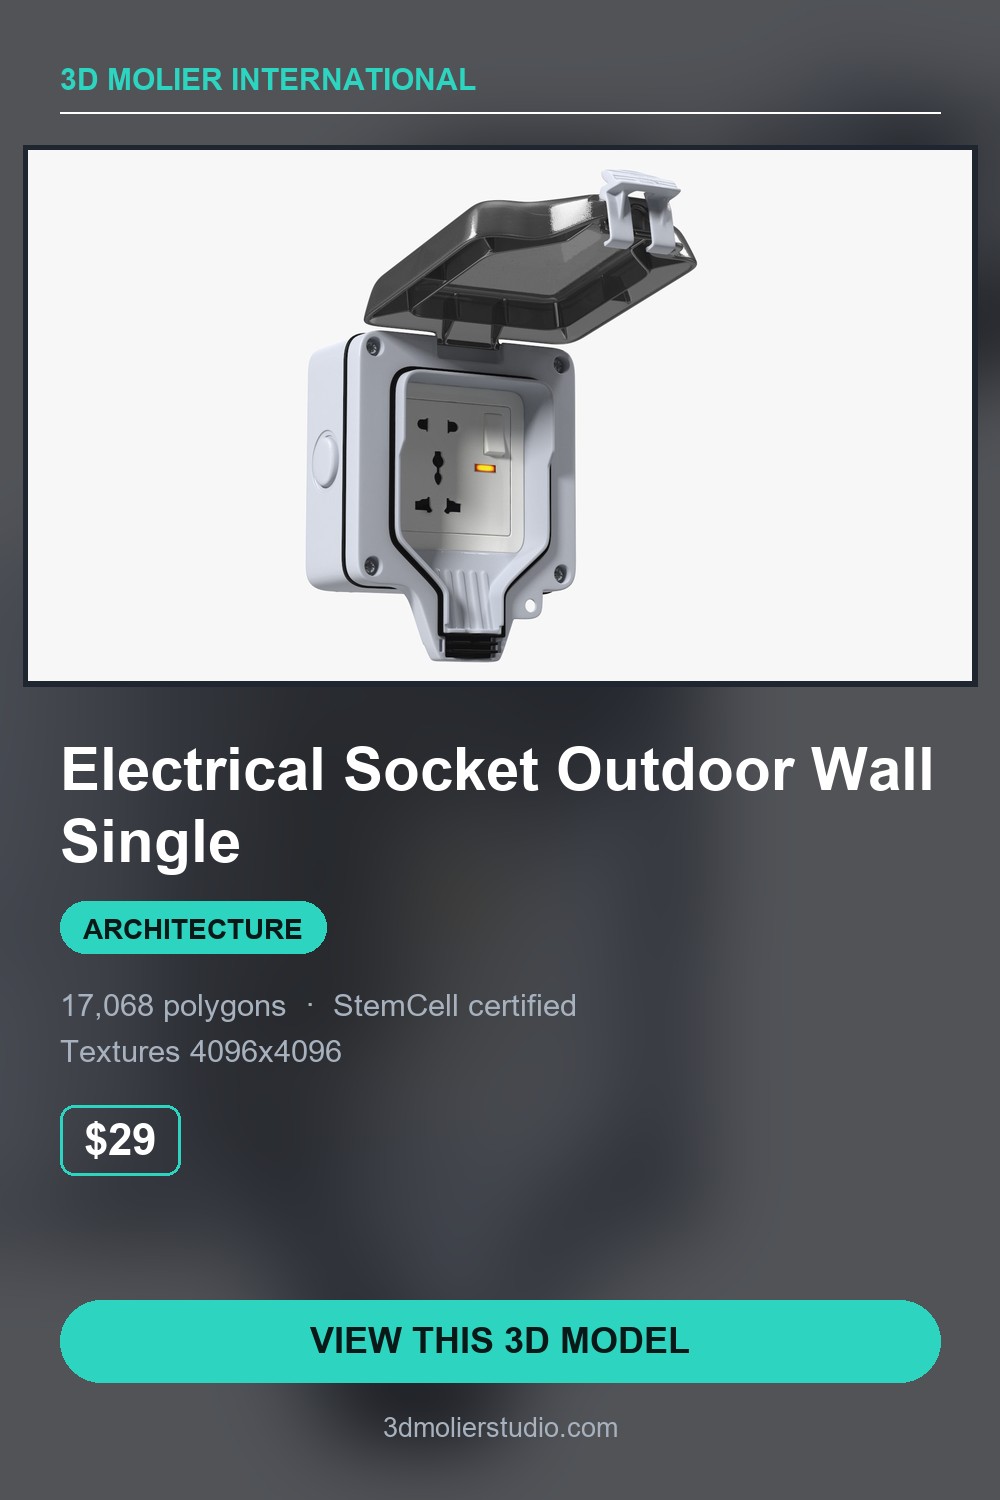 3D MOLIER INTERNATIONAL
Electrical Socket Outdoor Wall
Single
ARCHITECTURE
17,068 polygons · StemCell certified
Textures 4096x4096
$29
VIEW THIS 3D MODEL
3dmolierstudio.com